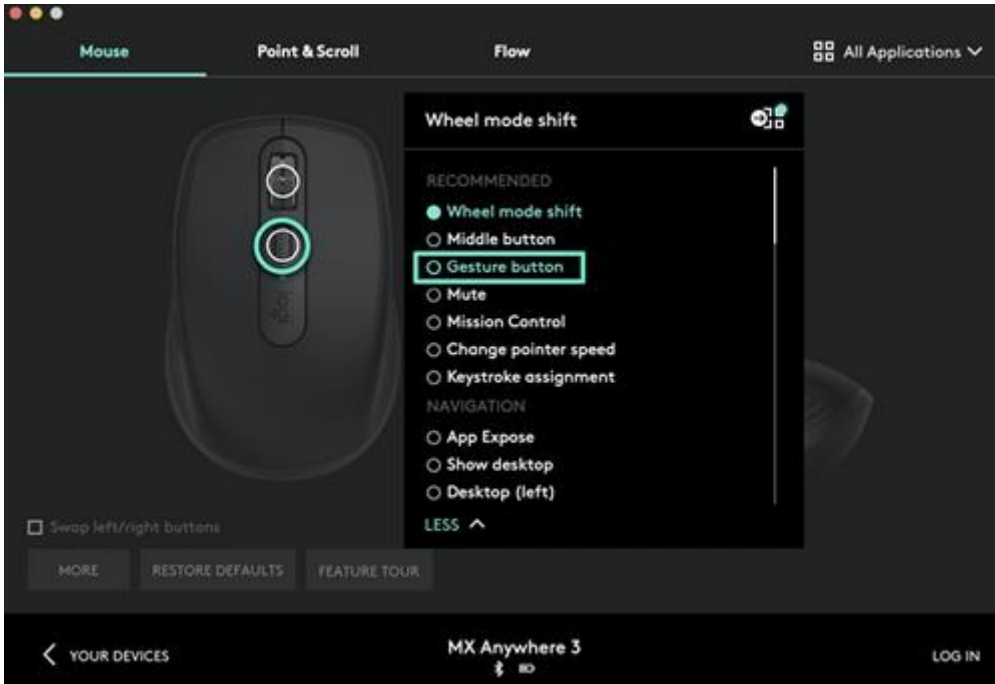 Mouse
Point & Scroll
Flow
All Applications
Wheel mode shift
RECOMMENDED
Wheel mode shift
Middle button
Gesture button
Mute
Mission Control
Change pointer speed
Keystroke assignment
NAVIGATION
App Expose
Show desktop
Desktop (left)
LESS
logi
Swap left/right buttons
MORE
RESTORE DEFAULTS
FEATURE TOUR
YOUR DEVICES
MX Anywhere 3
LOG IN